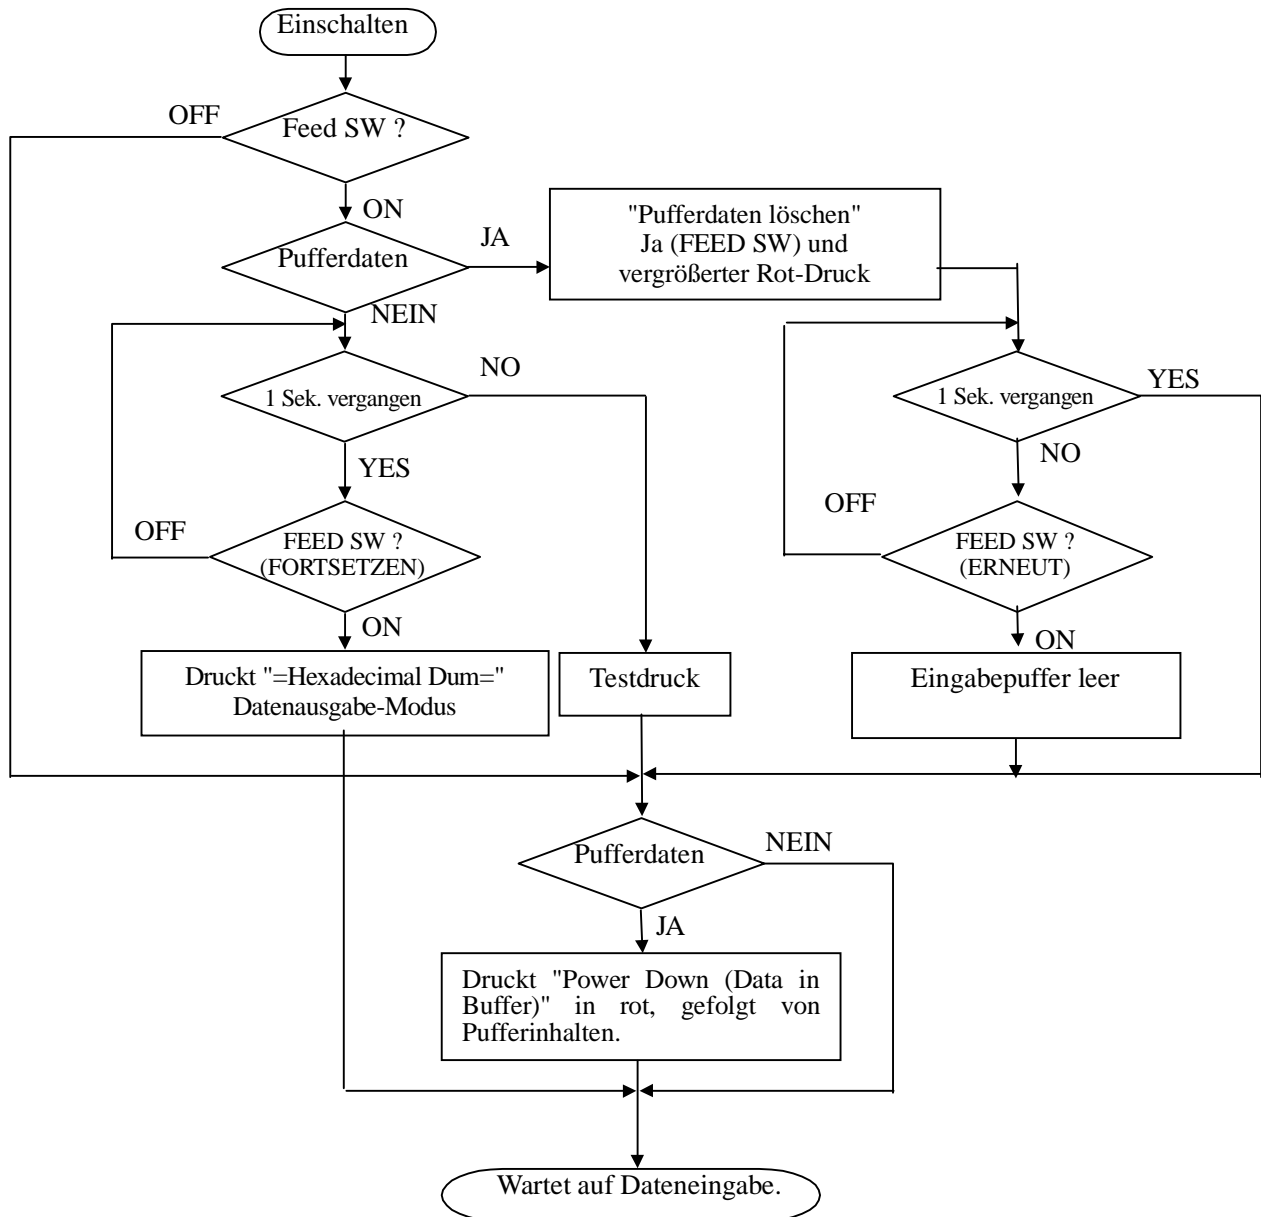 Einschalten
OFF
Feed SW ?
ON
Pufferdaten
JA
"Pufferdaten löschen"
Ja (FEED SW) und
vergrößerter Rot-Druck
NEIN
1 Sek. vergangen
NO
YES
OFF
FEED SW ?
(FORTSETZEN)
ON
Druckt "=Hexadecimal Dum="
Datenausgabe-Modus
Testdruck
1 Sek. vergangen
YES
NO
OFF
FEED SW ?
(ERNEUT)
ON
Eingabepuffer leer
Pufferdaten
NEIN
JA
Druckt "Power Down (Data in
Buffer)" in rot, gefolgt von
Pufferinhalten.
Wartet auf Dateneingabe.